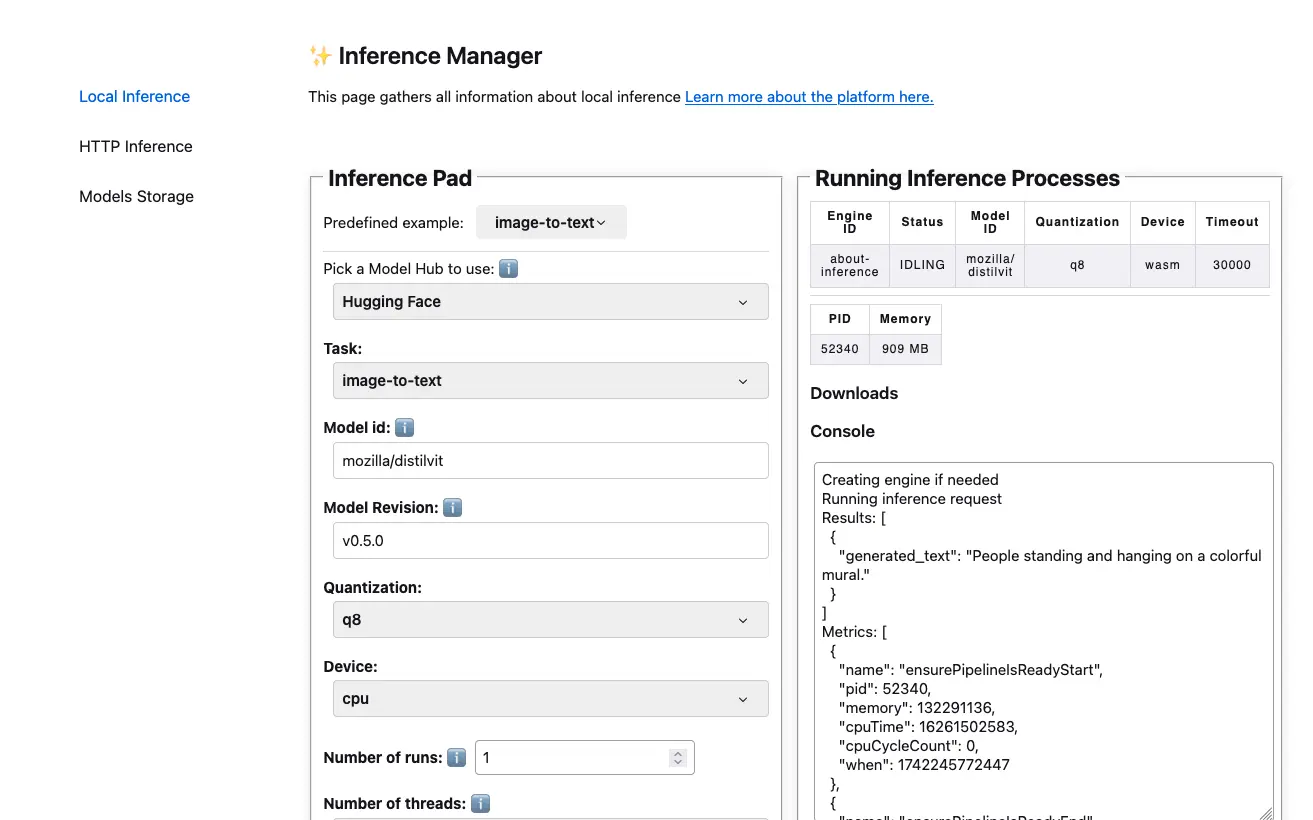 ✨ Inference Manager
Local Inference
HTTP Inference
Models Storage
This page gathers all information about local inference Learn more about the platform here.
Inference Pad
Predefined example: image-to-text
Pick a Model Hub to use: ℹ️
Hugging Face
Task:
image-to-text
Model id: ℹ️
mozilla/distilvit
Model Revision: ℹ️
v0.5.0
Quantization:
q8
Device:
cpu
Number of runs: ℹ️ 1
Number of threads: ℹ️
Running Inference Processes
Engine ID Status Model ID Quantization Device Timeout
about-inference IDLING mozilla/distilvit q8 wasm 30000
PID Memory
52340 909 MB
Downloads
Console
Creating engine if needed
Running inference request
Results: [
{
"generated_text": "People standing and hanging on a colorful
mural."
}
]
Metrics: [
{
"name": "ensurePipelineIsReadyStart",
"pid": 52340,
"memory": 132291136,
"cpuTime": 16261502583,
"cpuCycleCount": 0,
"when": 1742245772447
},
{
"name": "ensurePipelineIsReadyEnd"